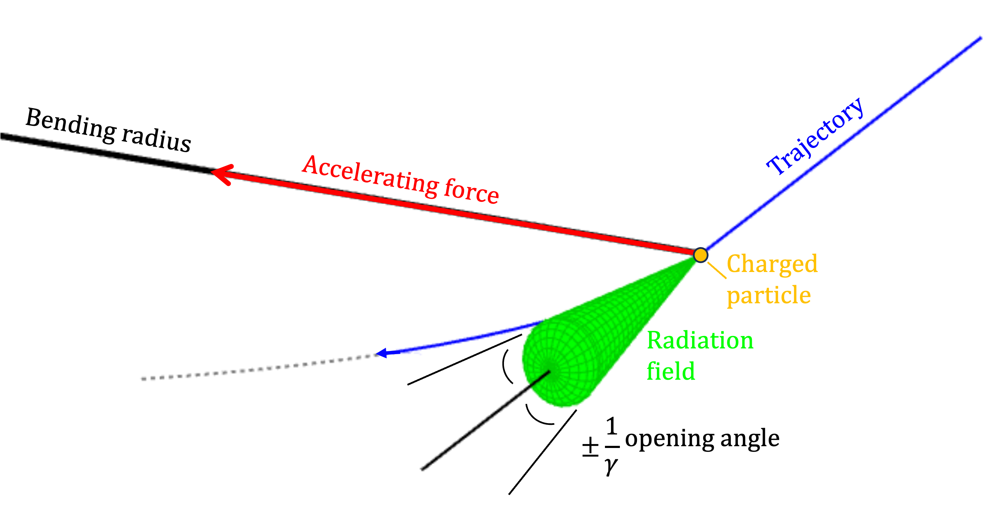 Bending radius
Accelerating force
Trajectory
Charged
particle
Radiation
field
± 1/γ opening angle